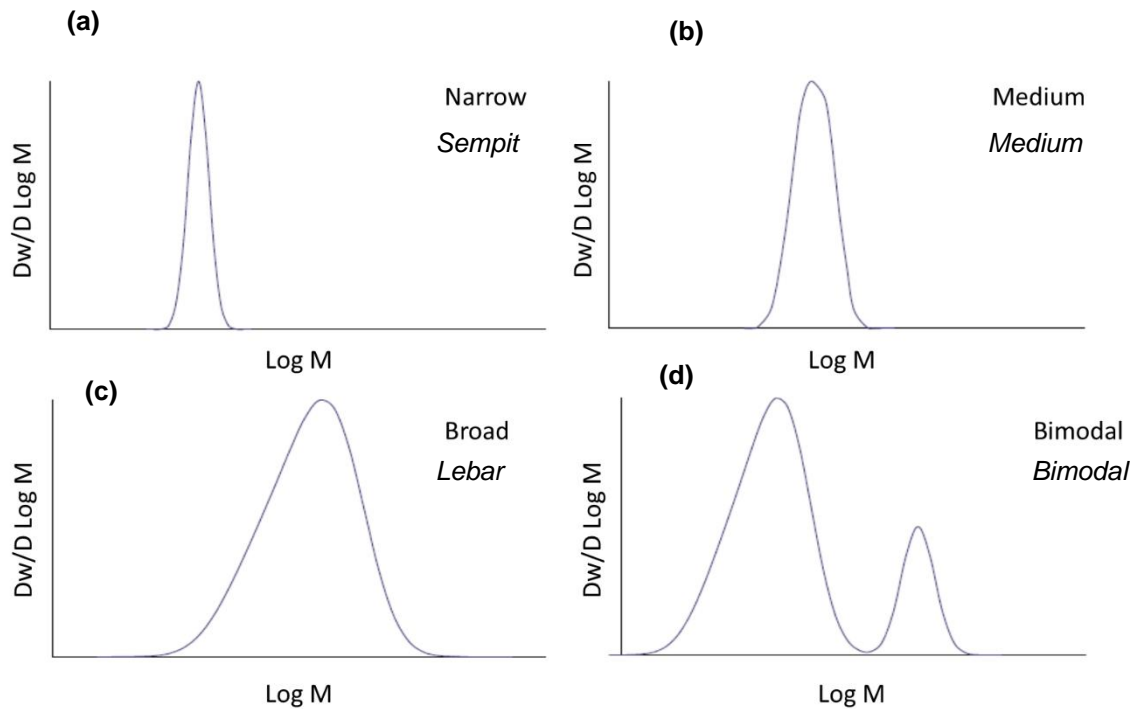 (a)
Narrow
Sempit
Dw/D Log M
Log M
(b)
Medium
Medium
Dw/D Log M
Log M
(c)
Broad
Lebar
Dw/D Log M
Log M
(d)
Bimodal
Bimodal
Dw/D Log M
Log M